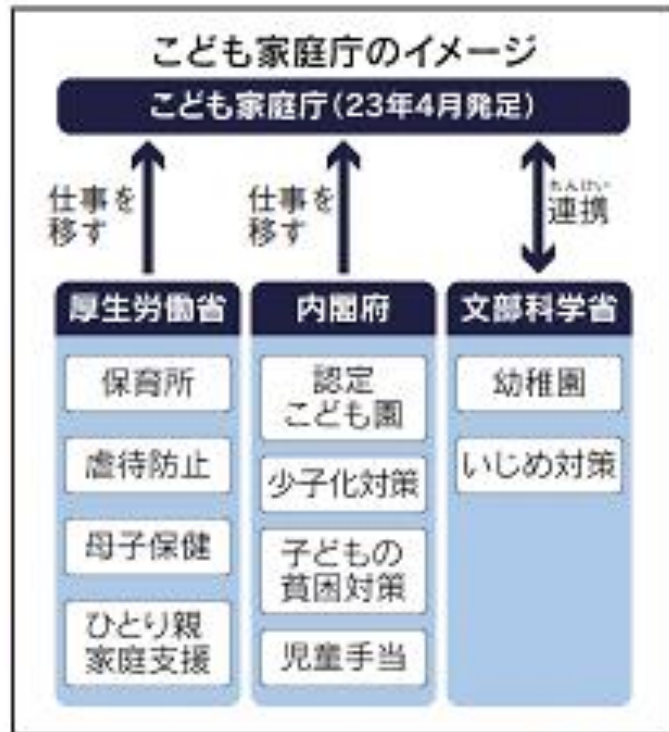 こども家庭庁のイメージ
こども家庭庁(23年4月発足)
仕事を
移す
仕事を
移す
れんけい
連携
厚生労働省
保育所
虐待防止
母子保健
ひとり親
家庭支援
内閣府
認定
こども園
少子化対策
子どもの
貧困対策
児童手当
文部科学省
幼稚園
いじめ対策